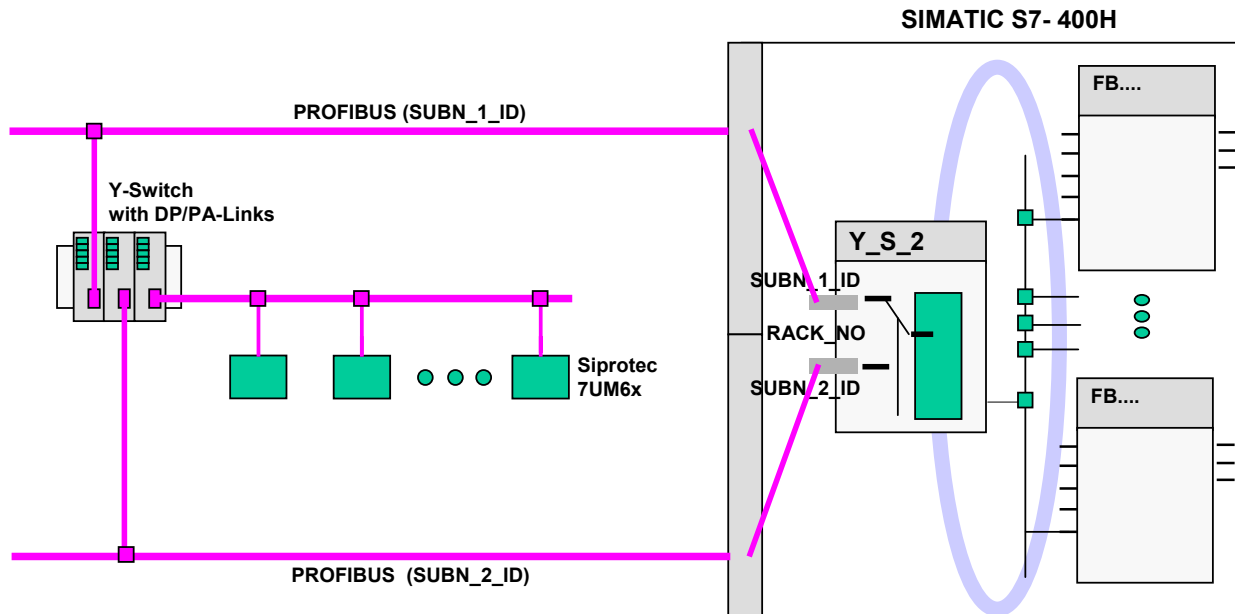 SIMATIC S7- 400H
PROFIBUS (SUBN_1_ID)
FB....
Y-Switch
with DP/PA-Links
Y_S_2
SUBN_1_ID
RACK_NO
SUBN_2_ID
Siprotec
7UM6x
FB....
PROFIBUS (SUBN_2_ID)